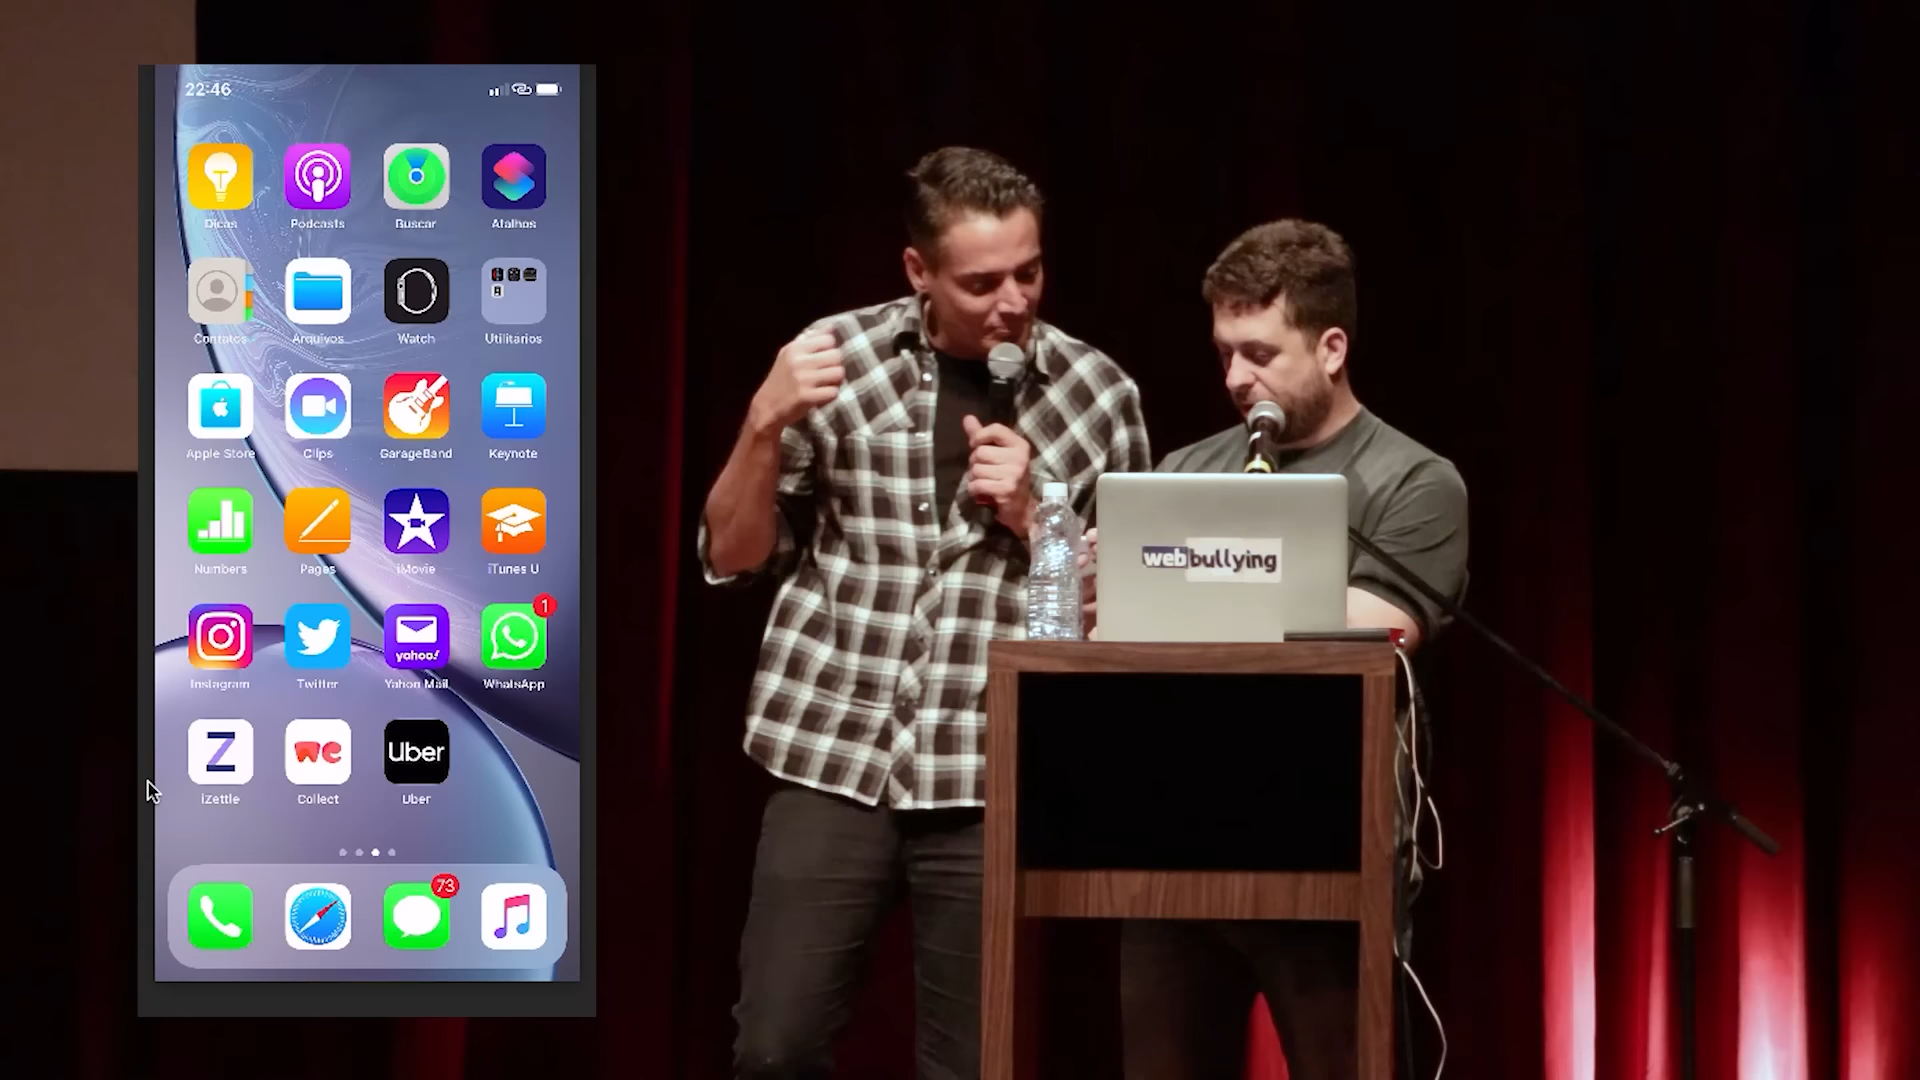 22:46
Dicas Podcasts Buscar Atalhos
Contatos Arquivos Watch Utilitários
Apple Store Clips GarageBand Keynote
Numbers Pages iMovie iTunes U
yahoo!
1
Instagram Twitter Yahoo Mail WhatsApp
Z we Uber
iZettle Collect Uber
73
webbullying